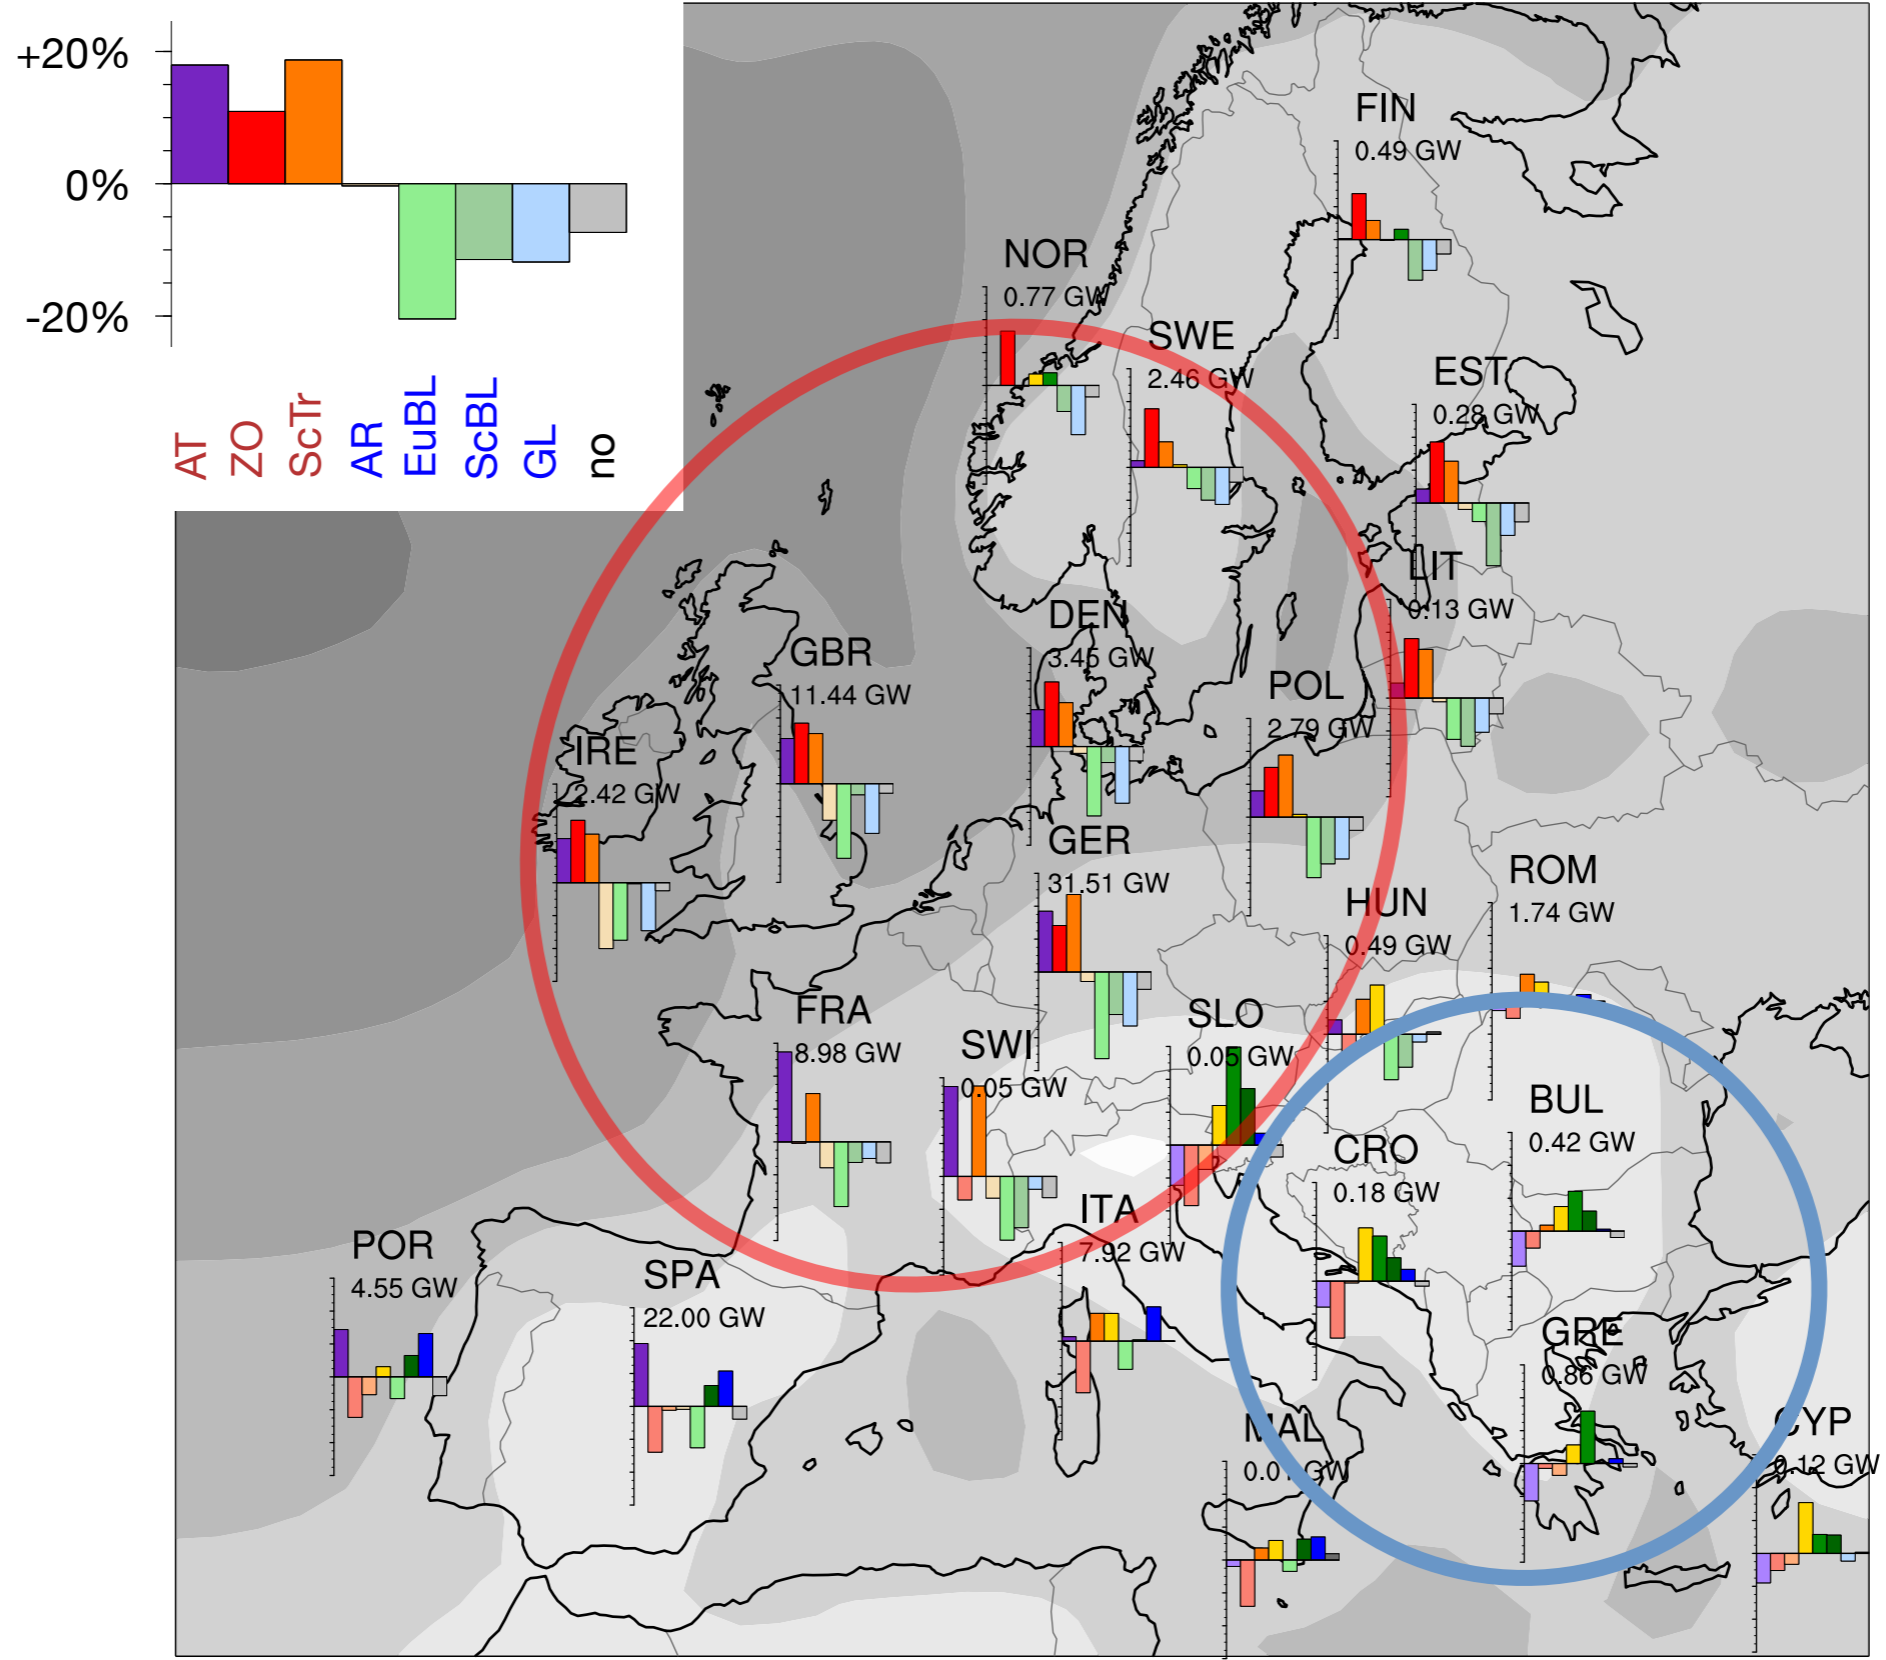 +20%
0%
-20%
AT
ZO
ScTr
AR
EuBL
ScBL
GL
no
FIN
0.49 GW
NOR
0.77 GW
SWE
2.46 GW
EST
0.28 GW
LIT
0.13 GW
DEN
3.45 GW
GBR
11.44 GW
POL
2.79 GW
IRE
2.42 GW
GER
31.51 GW
ROM
1.74 GW
HUN
0.49 GW
FRA
8.98 GW
SWI
0.05 GW
SLO
0.05 GW
BUL
0.42 GW
CRO
0.18 GW
ITA
7.92 GW
POR
4.55 GW
SPA
22.00 GW
GRE
0.86 GW
MAL
GW
CYP
0.12 GW